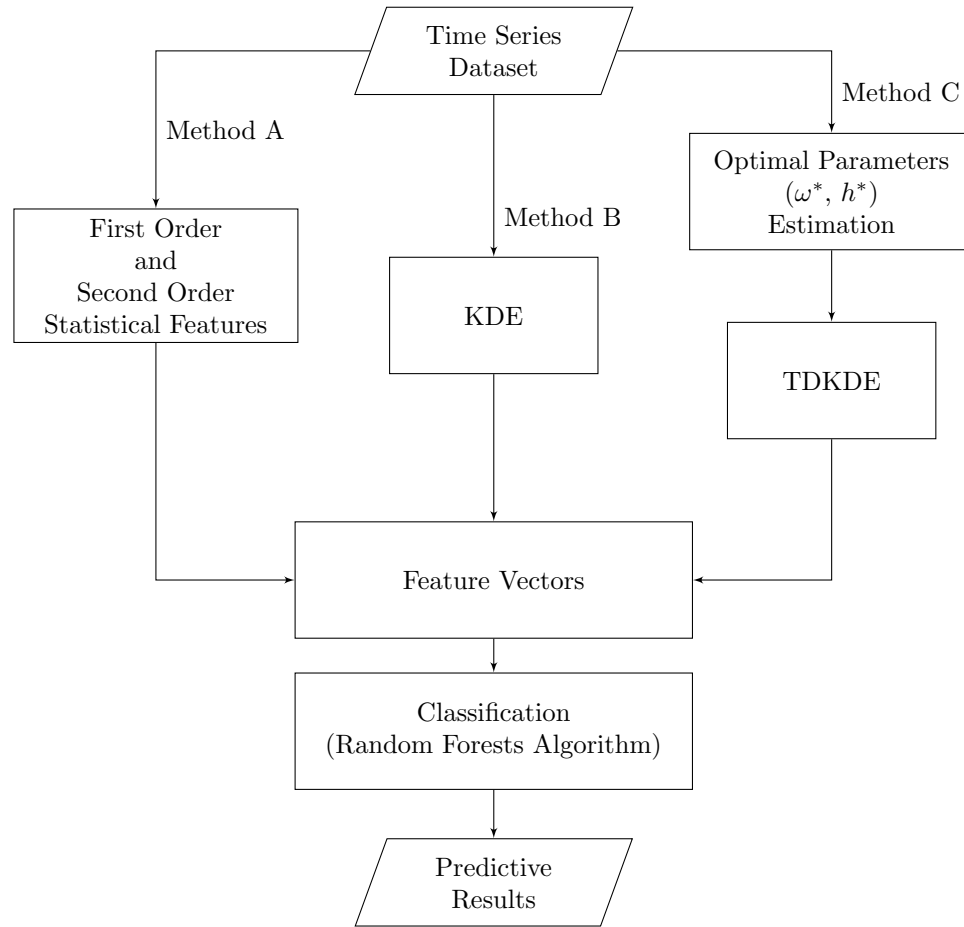 Time Series
Dataset
Method A
Method B
Method C
First Order
and
Second Order
Statistical Features
KDE
Optimal Parameters
(ω*, h*)
Estimation
TDKDE
Feature Vectors
Classification
(Random Forests Algorithm)
Predictive
Results